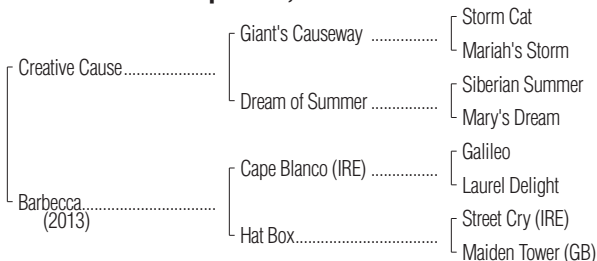 Storm Cat
Giant's Causeway ................
Mariah's Storm
Creative Cause......................
Siberian Summer
Dream of Summer ................
Mary's Dream
Galileo
Cape Blanco (IRE) ................
Laurel Delight
Barbecca................................
(2013)
Street Cry (IRE)
Hat Box..................................
Maiden Tower (GB)